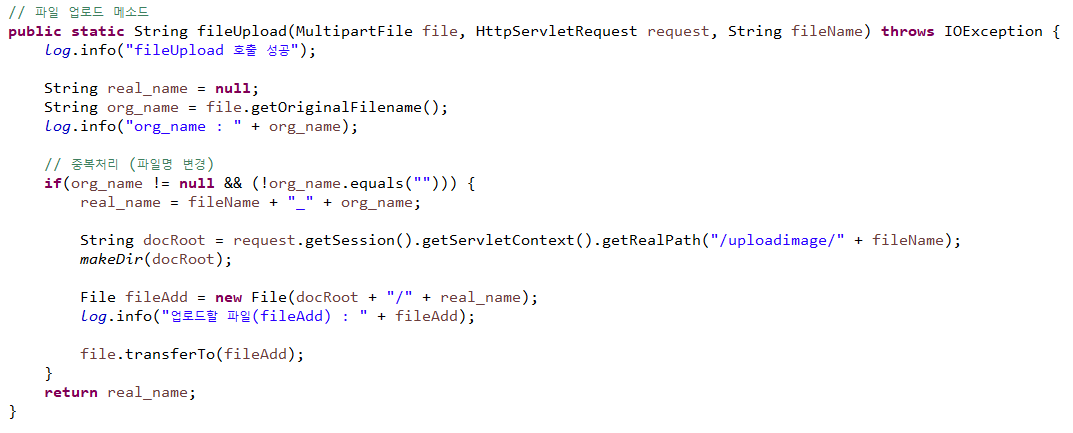 // 파일 업로드 메소드
public static String fileUpload(MultipartFile file, HttpServletRequest request, String fileName) throws IOException {
    log.info("fileUpload 호출 성공");

    String real_name = null;
    String org_name = file.getOriginalFilename();
    log.info("org_name : " + org_name);

    // 중복처리 (파일명 변경)
    if(org_name != null && (!org_name.equals(""))) {
        real_name = fileName + "_" + org_name;

        String docRoot = request.getSession().getServletContext().getRealPath("/uploadimage/" + fileName);
        makeDir(docRoot);

        File fileAdd = new File(docRoot + "/" + real_name);
        log.info("업로드할 파일(fileAdd) : " + fileAdd);

        file.transferTo(fileAdd);
    }
    return real_name;
}